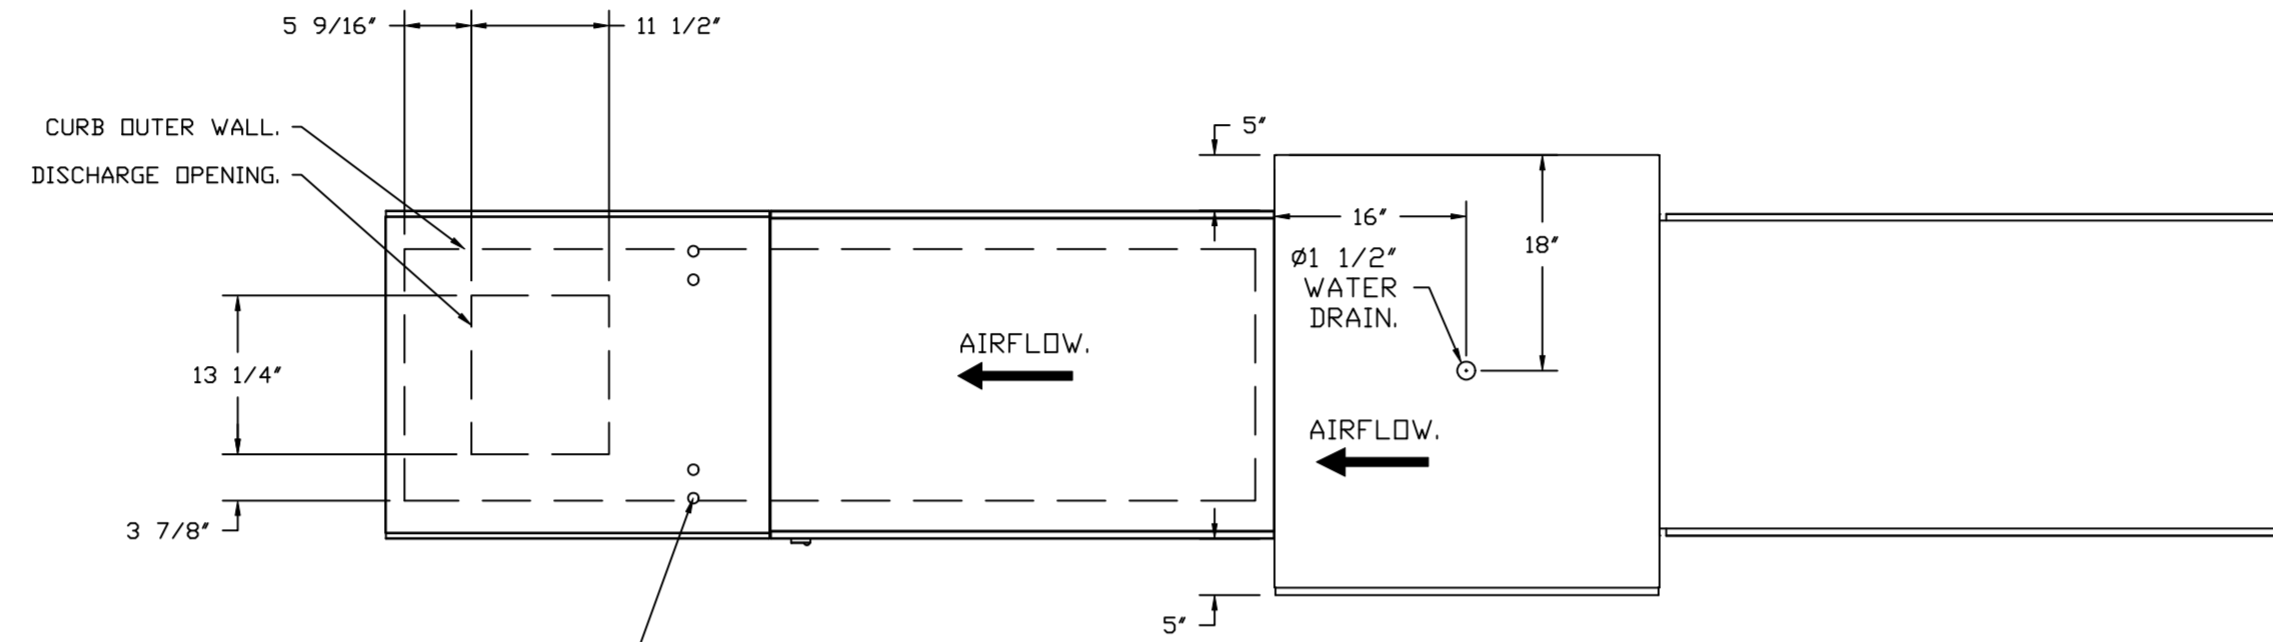 5 9/16"
11 1/2"
CURB OUTER WALL.
DISCHARGE OPENING.
5"
16"
18"
Ø1 1/2"
WATER
DRAIN.
AIRFLOW.
13 1/4"
AIRFLOW.
3 7/8"
5"